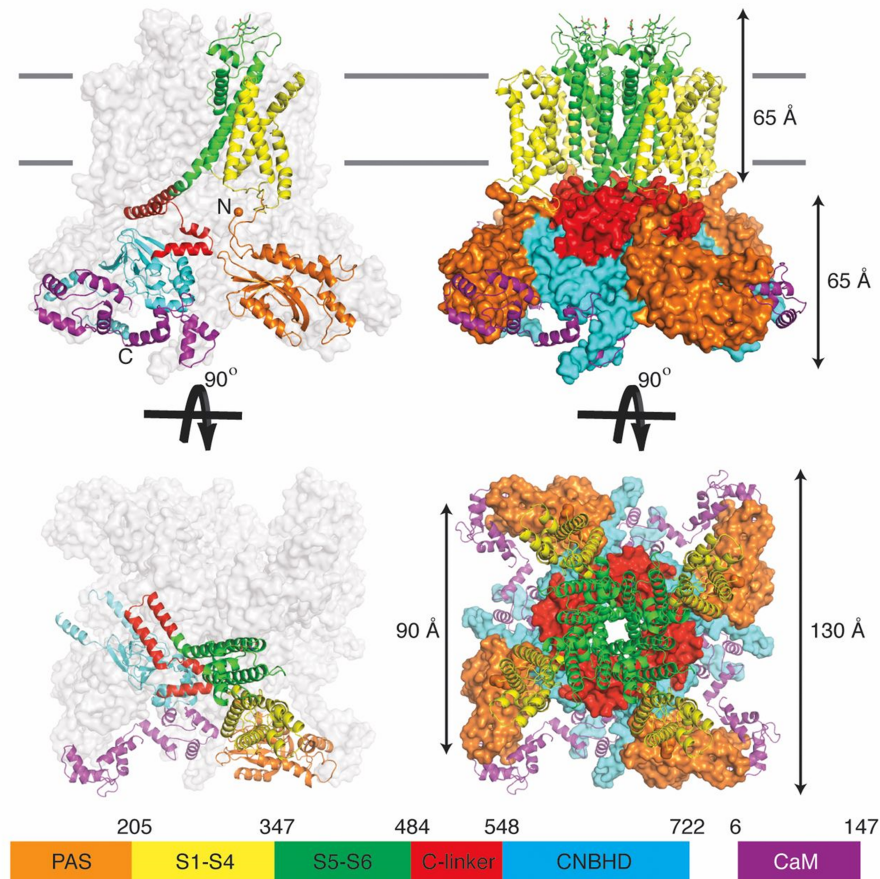 65 Å
N
65 Å
C
90°
90°
90 Å
130 Å
205 347 484 548 722 6 147
PAS S1-S4 S5-S6 C-linker CNBHD CaM